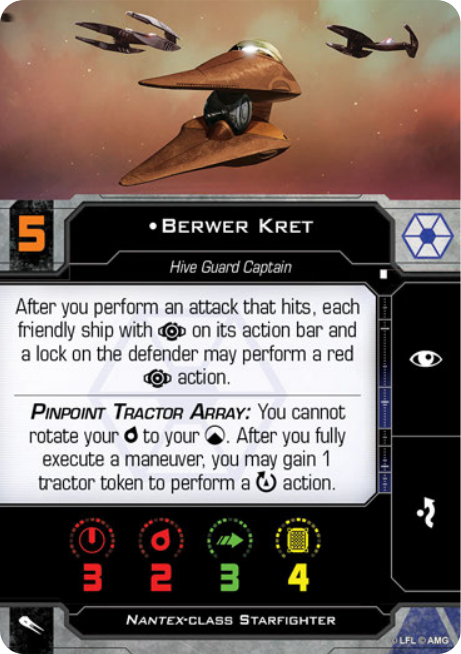 5
•Berwer Kret
Hive Guard Captain
After you perform an attack that hits, each
friendly ship with on its action bar and
a lock on the defender may perform a red
action.
Pinpoint Tractor Array: You cannot
rotate your to your . After you fully
execute a maneuver, you may gain 1
tractor token to perform a action.
3 2 3 4
Nantex-class Starfighter
©LFL ©AMG